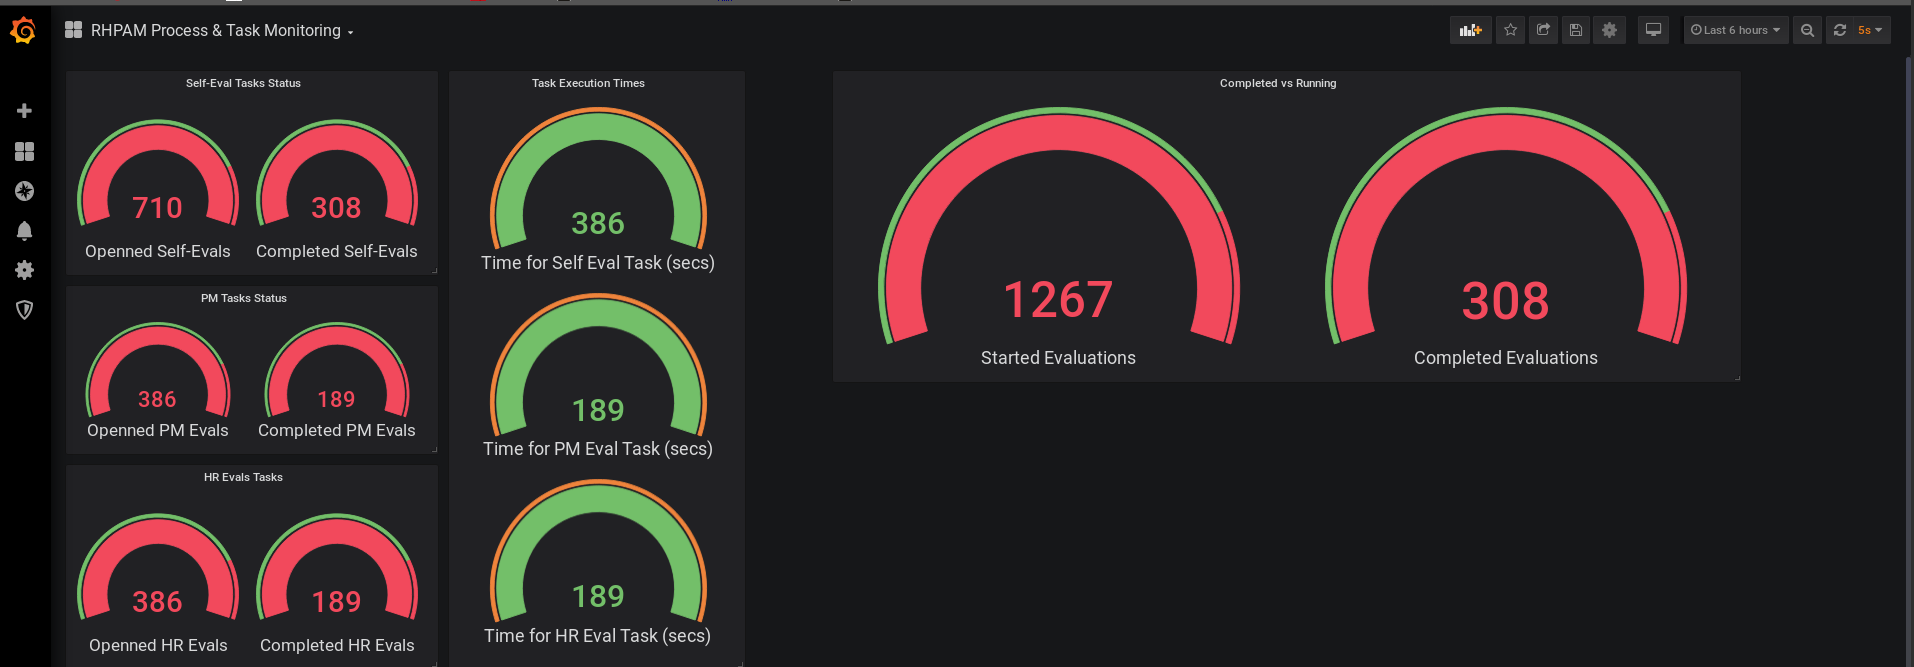 RHPAM Process & Task Monitoring
Last 6 hours
5s
Self-Eval Tasks Status
710
308
Openned Self-Evals
Completed Self-Evals
PM Tasks Status
386
189
Openned PM Evals
Completed PM Evals
HR Evals Tasks
386
189
Openned HR Evals
Completed HR Evals
Task Execution Times
386
Time for Self Eval Task (secs)
189
Time for PM Eval Task (secs)
189
Time for HR Eval Task (secs)
Completed vs Running
1267
308
Started Evaluations
Completed Evaluations